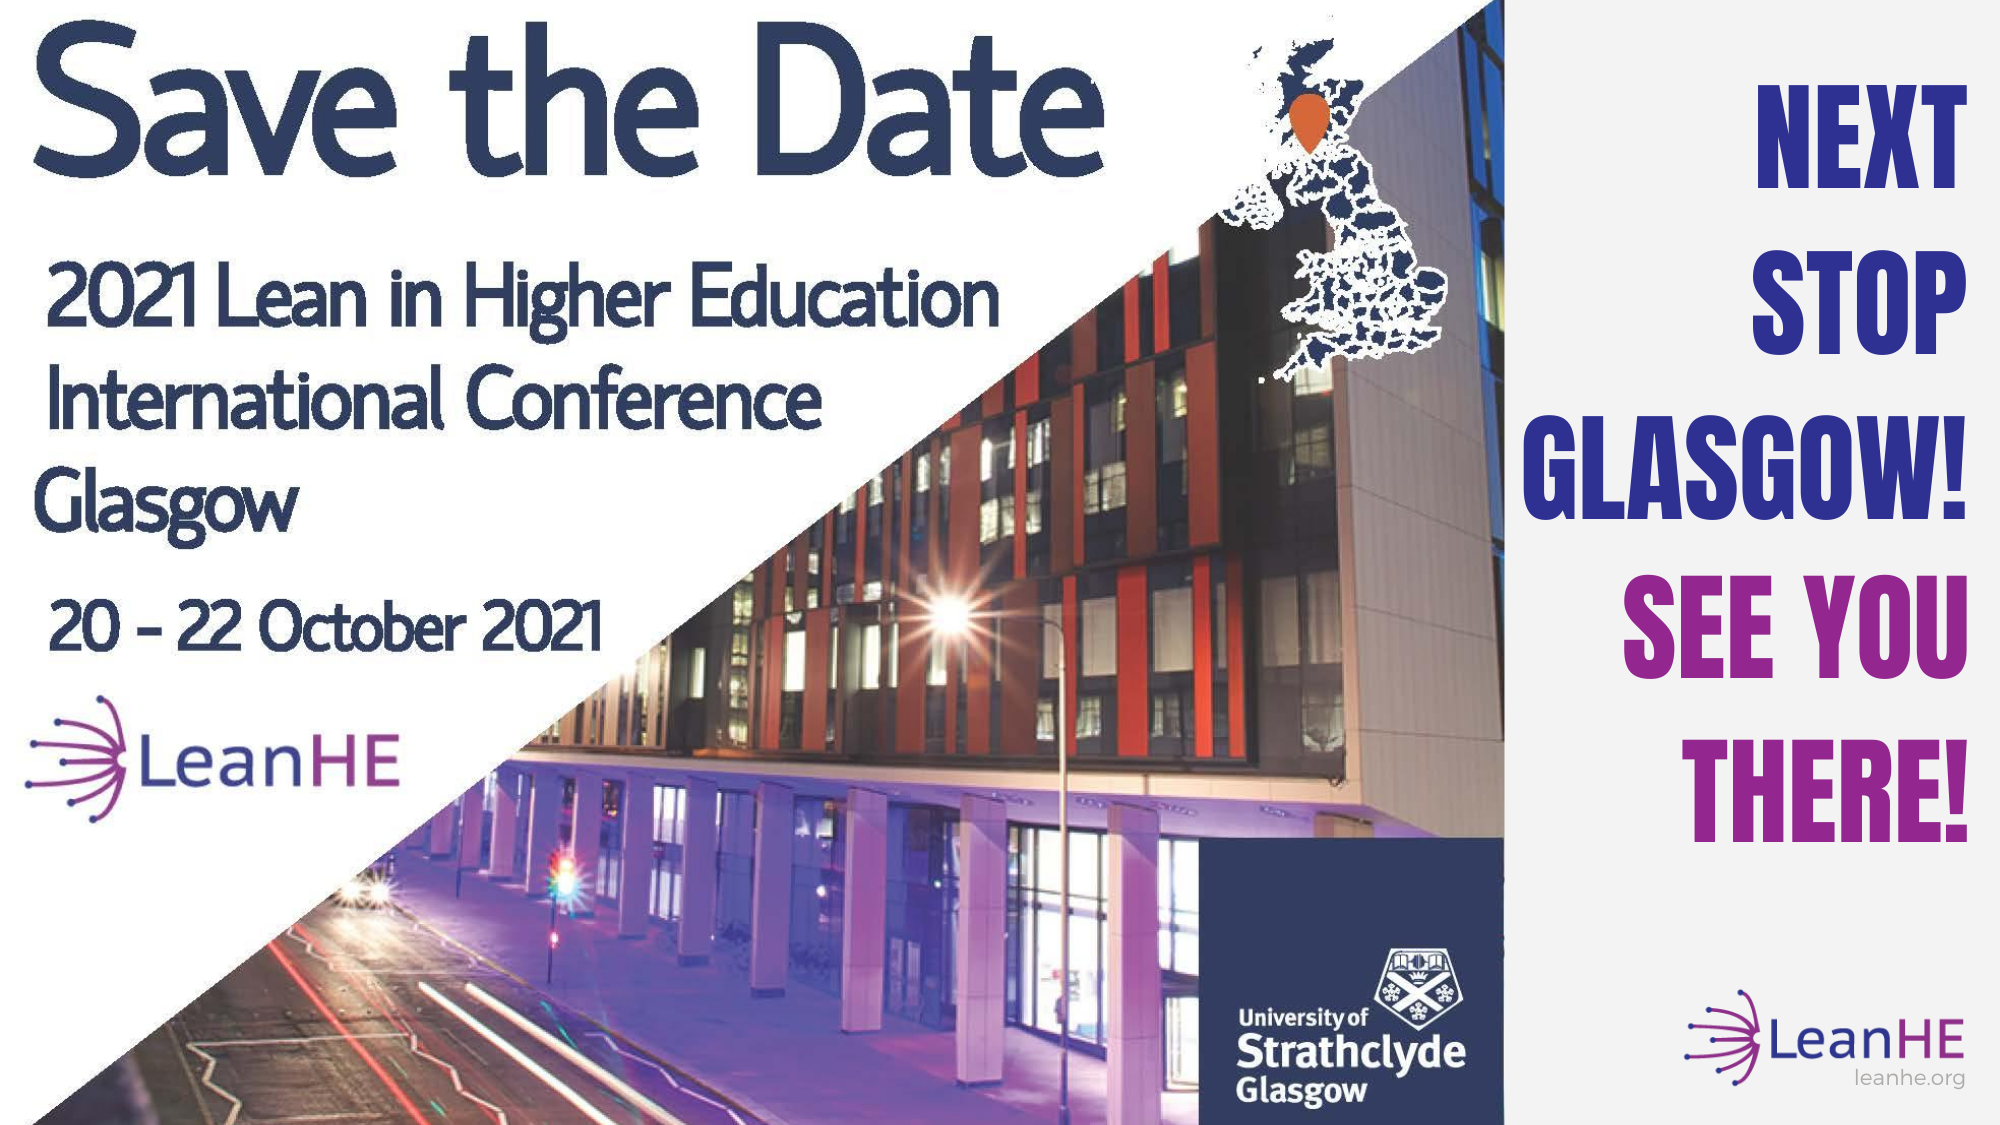 Save the Date
2021 Lean in Higher Education
International Conference
Glasgow
20 - 22 October 2021
LeanHE
University of
Strathclyde
Glasgow
NEXT
STOP
GLASGOW!
SEE YOU
THERE!
LeanHE
leanhe.org